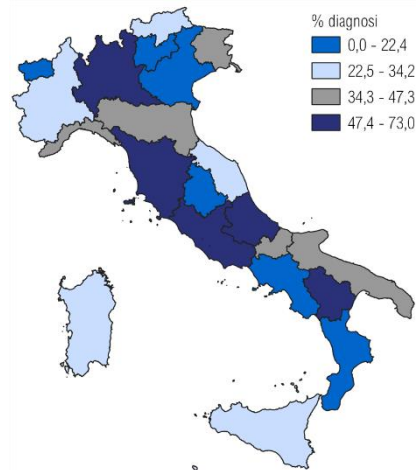 % diagnosi
0,0 - 22,4
22,5 - 34,2
34,3 - 47,3
47,4 - 73,0